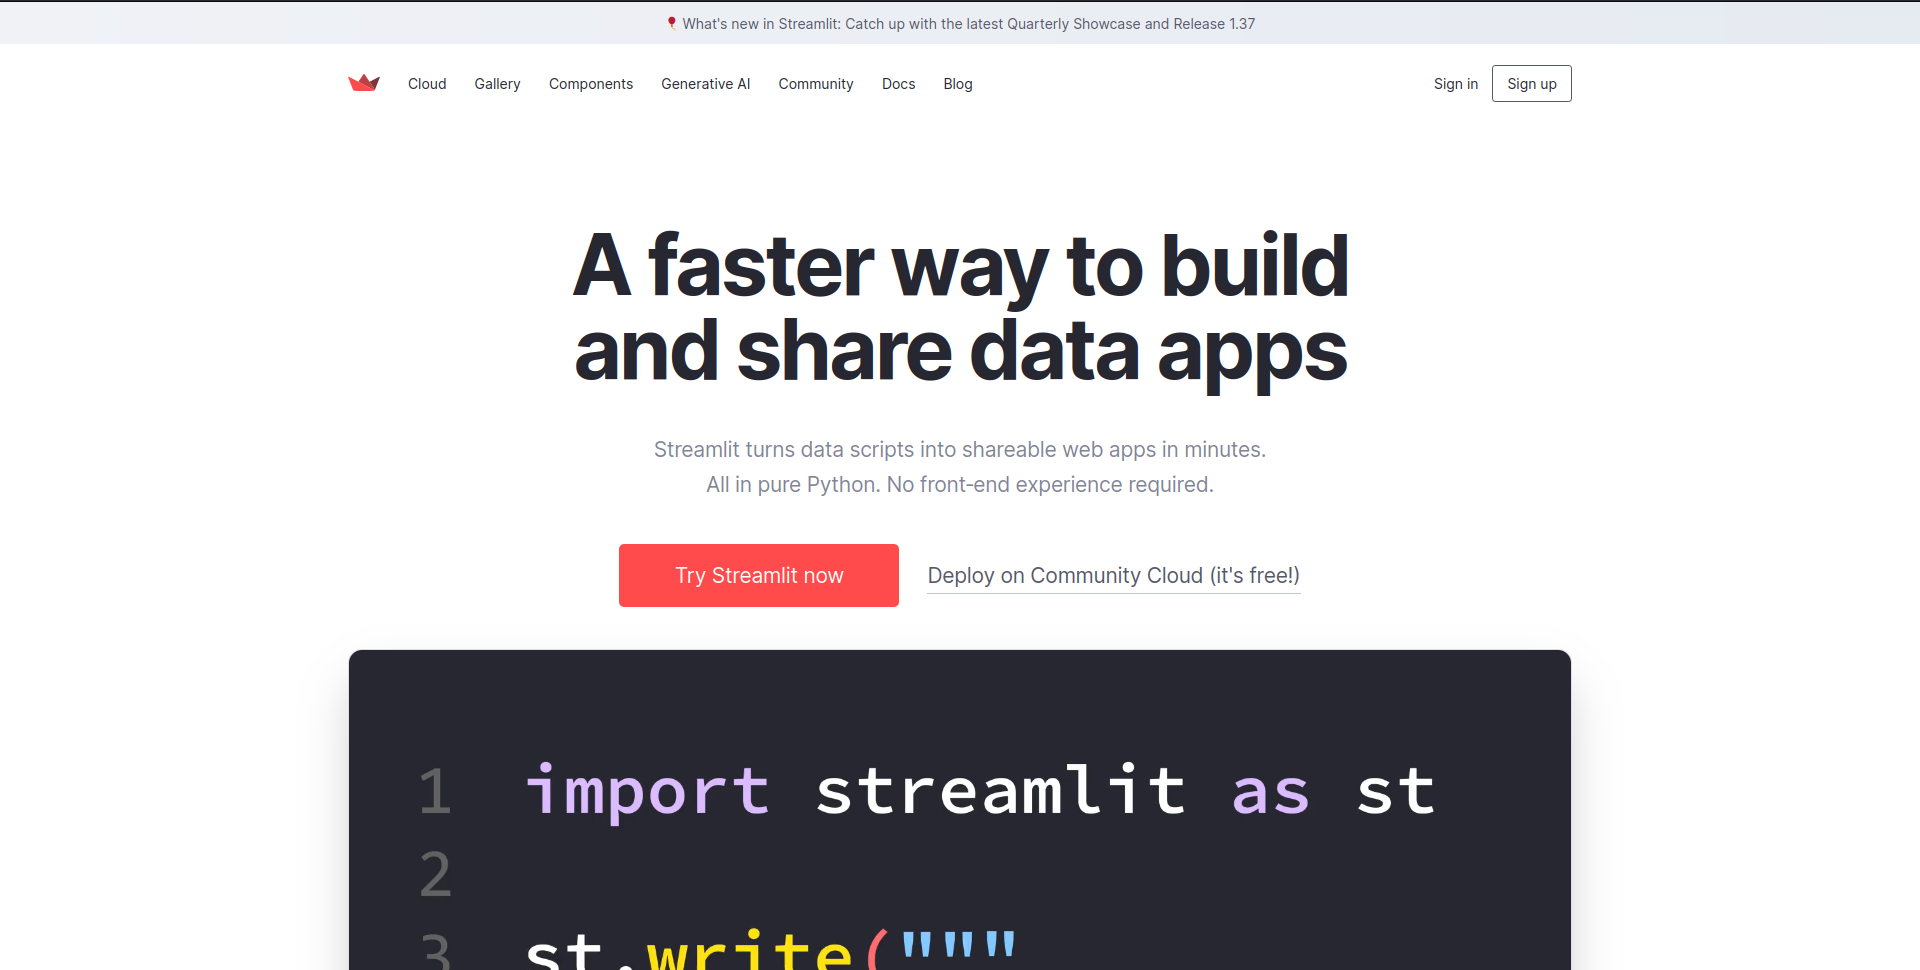 What's new in Streamlit: Catch up with the latest Quarterly Showcase and Release 1.37
Cloud Gallery Components Generative AI Community Docs Blog Sign in Sign up
A faster way to build
and share data apps
Streamlit turns data scripts into shareable web apps in minutes.
All in pure Python. No front-end experience required.
Try Streamlit now Deploy on Community Cloud (it's free!)
1 import streamlit as st
2
3 st.write("""